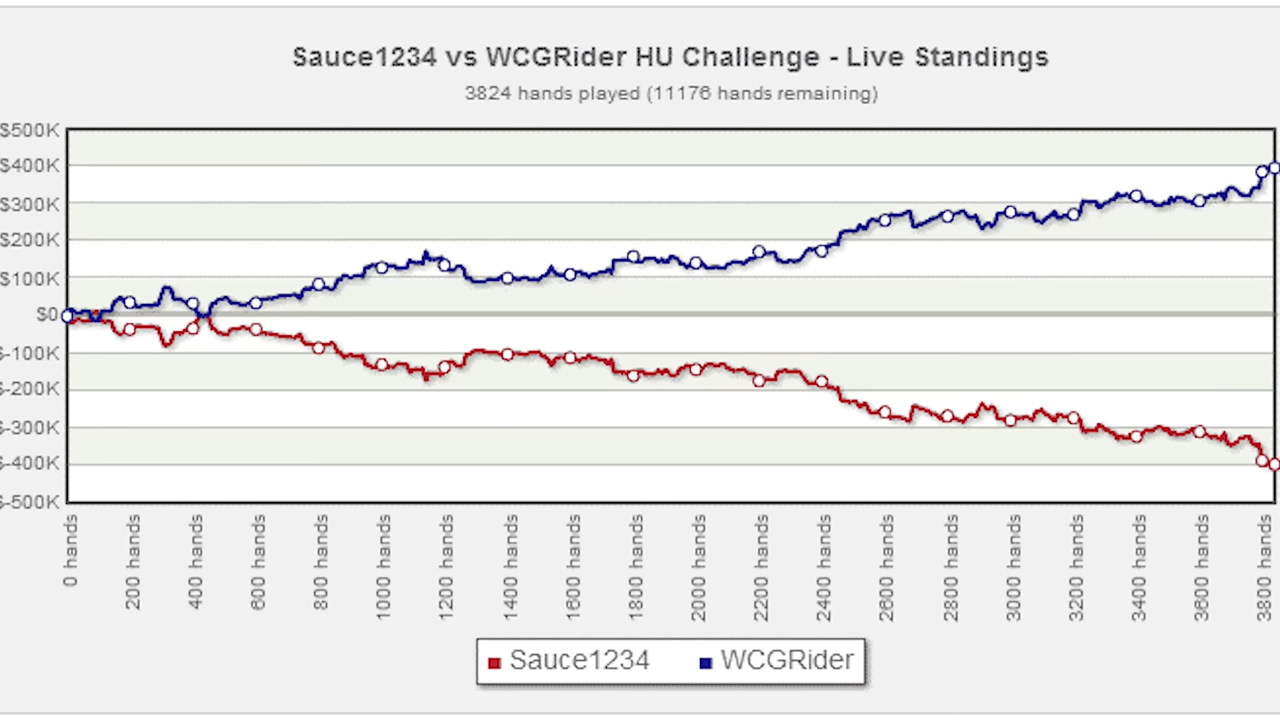 Sauce1234 vs WCGRider HU Challenge - Live Standings
3824 hands played (11176 hands remaining)
$500K
$400K
$300K
$200K
$100K
$0
$-100K
$-200K
$-300K
$-400K
$-500K
0 hands
200 hands
400 hands
600 hands
800 hands
1000 hands
1200 hands
1400 hands
1600 hands
1800 hands
2000 hands
2200 hands
2400 hands
2600 hands
2800 hands
3000 hands
3200 hands
3400 hands
3600 hands
3800 hands
Sauce1234 WCGRider